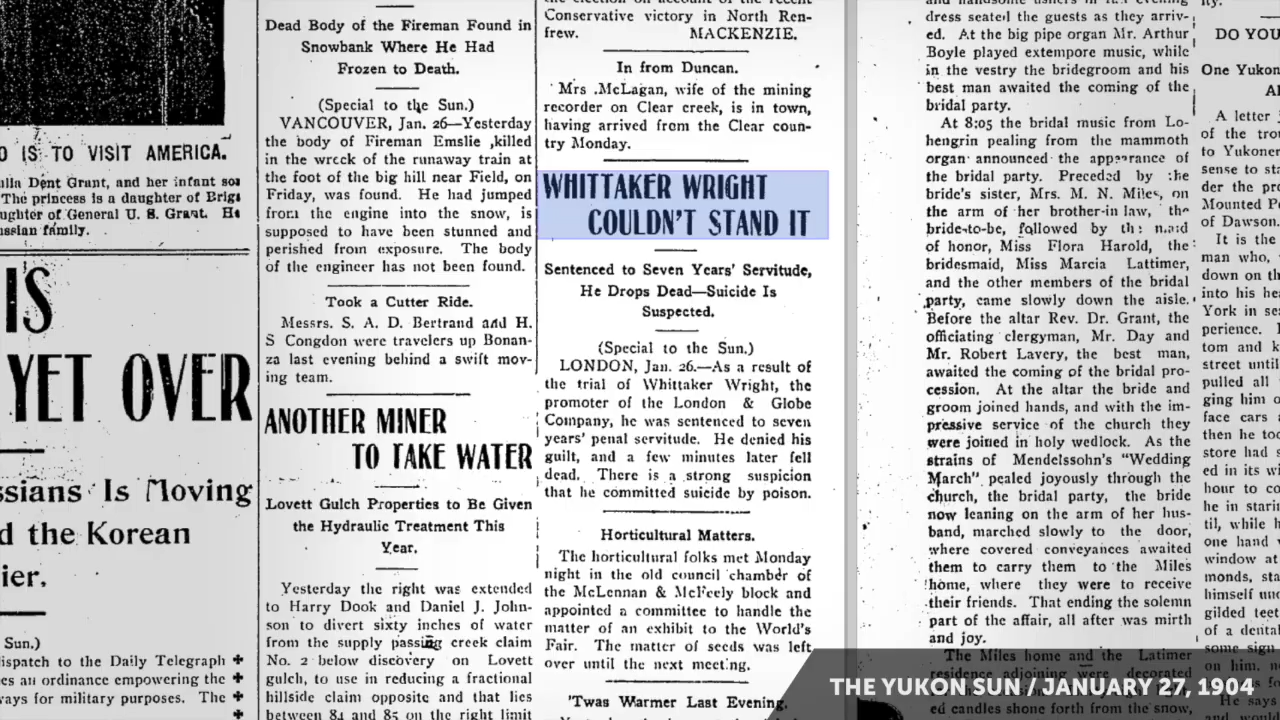 O IS TO VISIT AMERICA.
Dent Grant, and her infant
The princess is a daughter of
of General U. S. Grant.
family.
IS
YET OVER
Is Moving
the Korean
Sun.)
to the Daily Telegraph
an ordinance empowering the
for military purposes. The
Dead Body of the Fireman Found in
Snowbank Where He Had
Frozen to Death.
(Special to the Sun.)
VANCOUVER, Jan. 26—Yesterday
the body of Fireman Emslie ,killed
in the wreck of the runaway train at
the foot of the big hill near Field, on
Friday, was found. He had jumped
from the engine into the snow, is
supposed to have been stunned and
perished from exposure. The body
of the engineer has not been found.
Took a Cutter Ride.
Messrs. S. A. D. Bertrand and H.
S Congdon were travelers up Bonan-
za last evening behind a swift mov-
ing team.
ANOTHER MINER
TO TAKE WATER
Lovett Gulch Properties to Be Given
the Hydraulic Treatment This
Year.
Yesterday the right was extended
to Harry Dook and Daniel J. John-
son to divert sixty inches of water
from the supply passing creek claim
No. 2 below discovery on Lovett
gulch, to use in reducing a fractional
hillside claim opposite and that lies
between 84 and 85 on the right limit
the election on account of the recent
Conservative victory in North Ren-
frew. MACKENZIE.
In from Duncan.
Mrs .McLagan, wife of the mining
recorder on Clear creek, is in town,
having arrived from the Clear coun-
try Monday.
WHITTAKER WRIGHT
COULDN'T STAND IT
Sentenced to Seven Years' Servitude,
He Drops Dead—Suicide Is
Suspected.
(Special to the Sun.)
LONDON, Jan. 26.—As a result of
the trial of Whittaker Wright, the
promoter of the London & Globe
Company, he was sentenced to seven
years' penal servitude. He denied his
guilt, and a few minutes later fell
dead. There is a strong suspicion
that he committed suicide by poison.
Horticultural Matters.
The horticultural folks met Monday
night in the old council chamber of
the McLennan & McFeely block and
appointed a committee to handle the
matter of an exhibit to the World's
Fair. The matter of seeds was left
over until the next meeting.
'Twas Warmer Last Evening.
dress seated the guests as they arriv-
ed. At the big pipe organ Mr. Arthur
Boyle played extempore music, while
in the vestry the bridegroom and his
best man awaited the coming of the
bridal party.
At 8:05 the bridal music from Lo-
hengrin pealing from the mammoth
organ announced the appearance of
the bridal party. Preceded by the
bride's sister, Mrs. M. N. Miles, on
the arm of her brother-in law, the
bride-to-be, followed by the maid
of honor, Miss Flora Harold, the
bridesmaid, Miss Marcia Lattimer,
and the other members of the bridal
party, came slowly down the aisle.
Before the altar Rev. Dr. Grant, the
officiating clergyman, Mr. Day and
Mr. Robert Lavery, the best man,
awaited the coming of the bridal pro-
cession. At the altar the bride and
groom joined hands, and with the im-
pressive service of the church they
were joined in holy wedlock. As the
strains of Mendelssohn's "Wedding
March" pealed joyously through the
church, the bridal party, the bride
now leaning on the arm of her hus-
band, marched slowly to the door,
where covered conveyances awaited
them to carry them to the Miles
home, where they were to receive
their friends. That ending the solemn
part of the affair, all after was mirth
and joy.
The Miles home and the Latimer
residence adjoining were decorated
ed candles shone forth from the snow,
DO YOU
One Yukon
A letter
of the
to Yukoner
sense to
der the
Mounted
of Dawson.
It is the
man who,
down on
into his
York in
perience.
tom and
street until
pulled all
ging him
face cars
then he
store had
ed in its
hour to
he in
til, while
one hand
window at
monds,
himself
gilded
of a
some sign
on him.
THE YUKON SUN / JANUARY 27, 1904